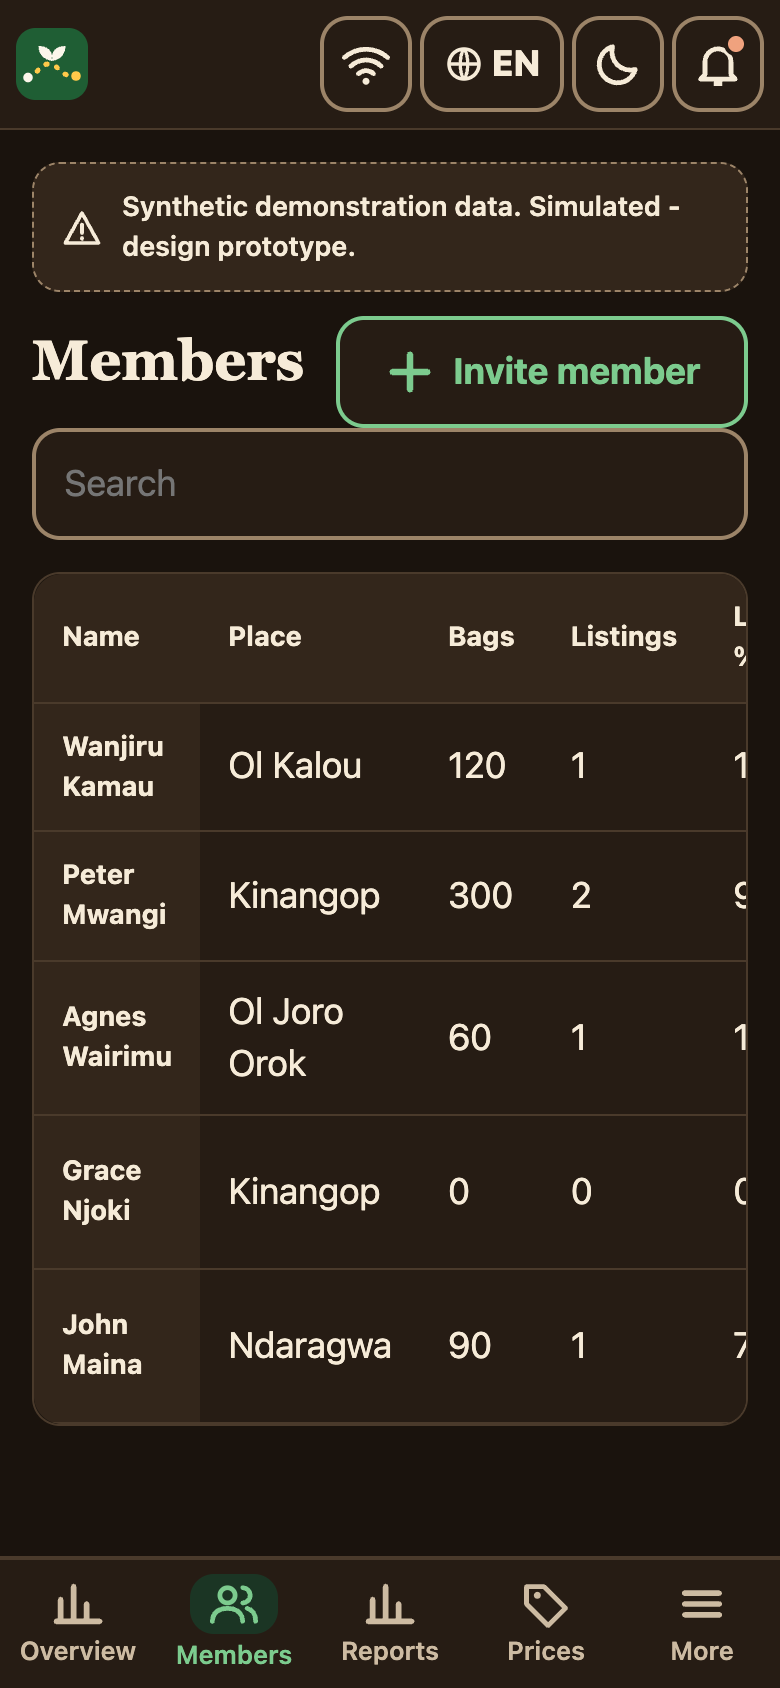 EN
Synthetic demonstration data. Simulated -
design prototype.
Members
Invite member
Search
Name Place Bags Listings
Wanjiru
Kamau
Ol Kalou 120 1
Peter
Mwangi
Kinangop 300 2
Agnes
Wairimu
Ol Joro
Orok
60 1
Grace
Njoki
Kinangop 0 0
John
Maina
Ndaragwa 90 1
Overview Members Reports Prices More